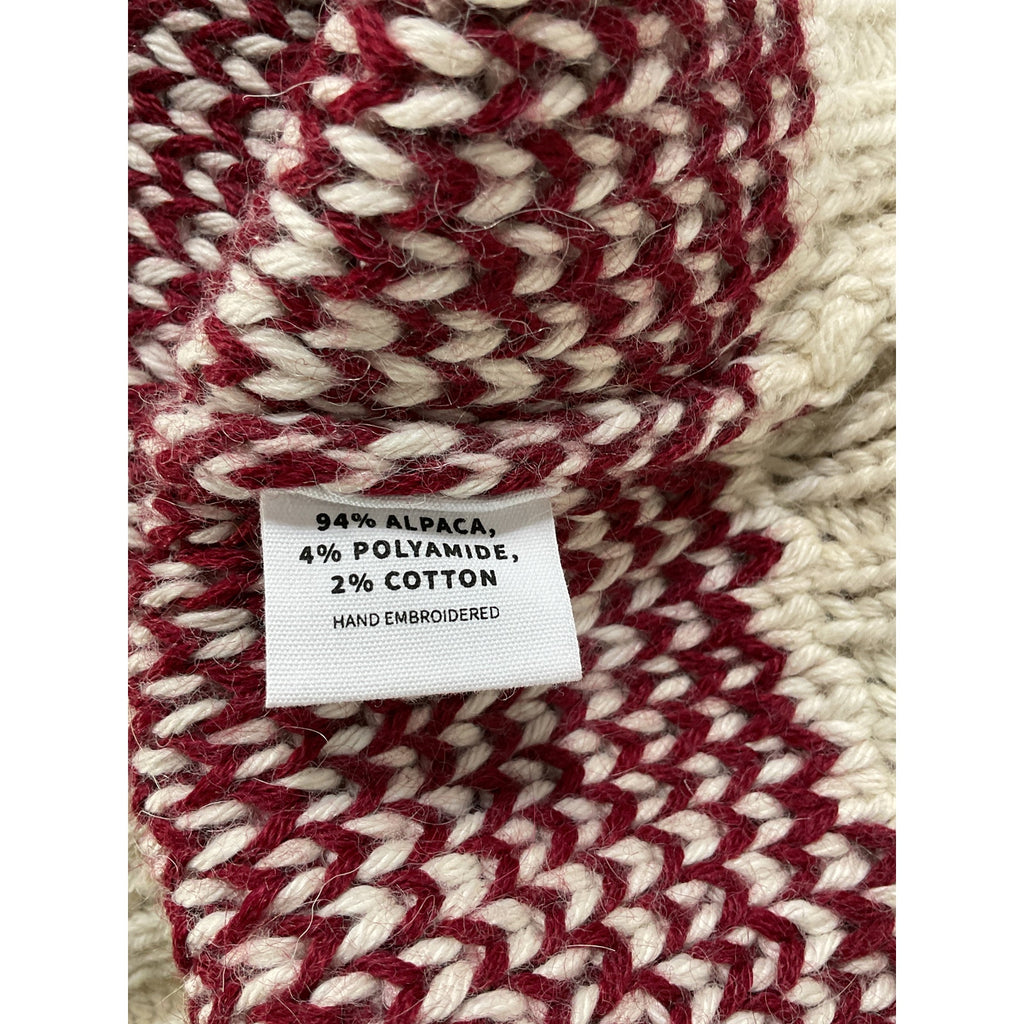 94% ALPACA,
4% POLYAMIDE,
2% COTTON
HAND EMBROIDERED